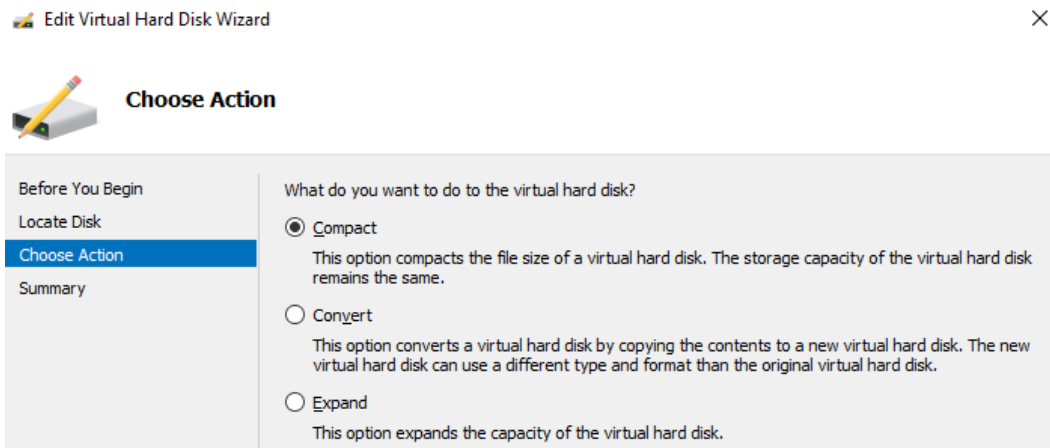 Edit Virtual Hard Disk Wizard
Choose Action
Before You Begin
Locate Disk
Choose Action
Summary
What do you want to do to the virtual hard disk?
Compact
This option compacts the file size of a virtual hard disk. The storage capacity of the virtual hard disk
remains the same.
Convert
This option converts a virtual hard disk by copying the contents to a new virtual hard disk. The new
virtual hard disk can use a different type and format than the original virtual hard disk.
Expand
This option expands the capacity of the virtual hard disk.